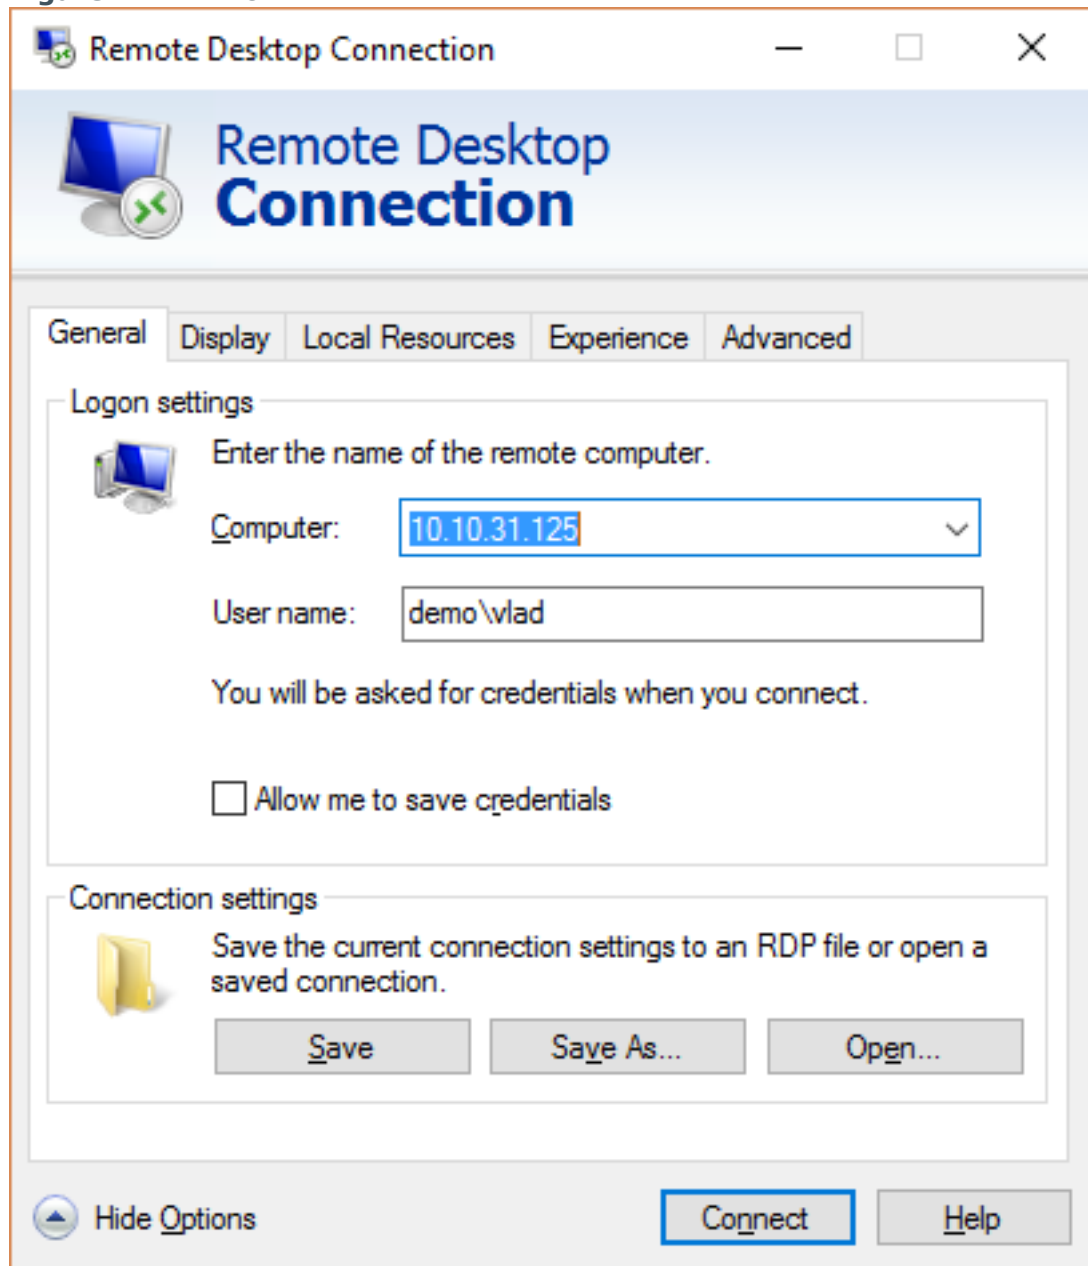 Remote Desktop Connection
Remote Desktop
Connection
General Display Local Resources Experience Advanced
Logon settings
Enter the name of the remote computer.
Computer: 10.10.31.125
User name: demo\vlad
You will be asked for credentials when you connect.
Allow me to save credentials
Connection settings
Save the current connection settings to an RDP file or open a
saved connection.
Save Save As... Open...
Hide Options Connect Help